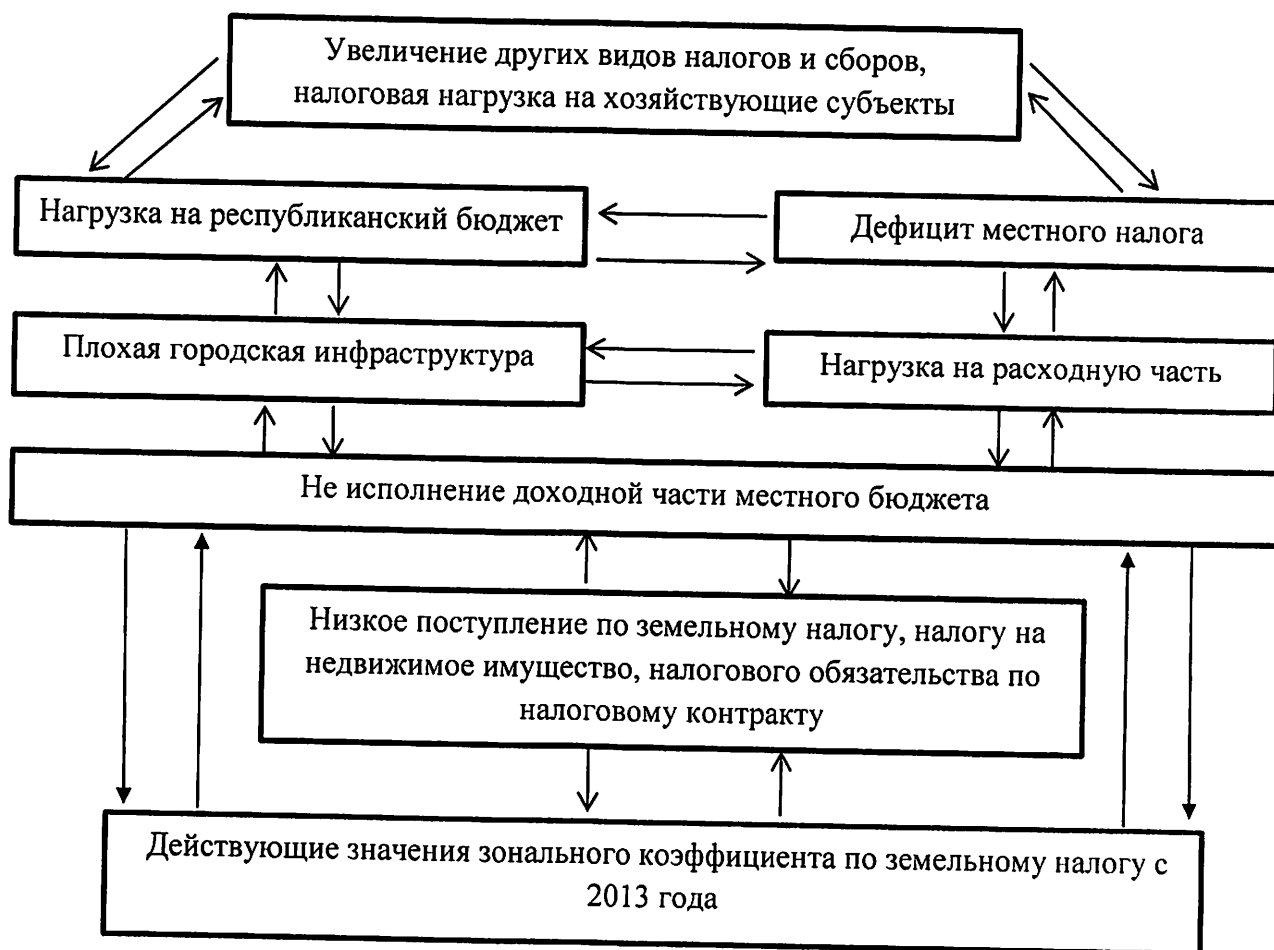 Увеличение других видов налогов и сборов,
налоговая нагрузка на хозяйствующие субъекты
Нагрузка на республиканский бюджет
Дефицит местного налога
Плохая городская инфраструктура
Нагрузка на расходную часть
Не исполнение доходной части местного бюджета
Низкое поступление по земельному налогу, налогу на
недвижимое имущество, налогового обязательства по
налоговому контракту
Действующие значения зонального коэффициента по земельному налогу с
2013 года